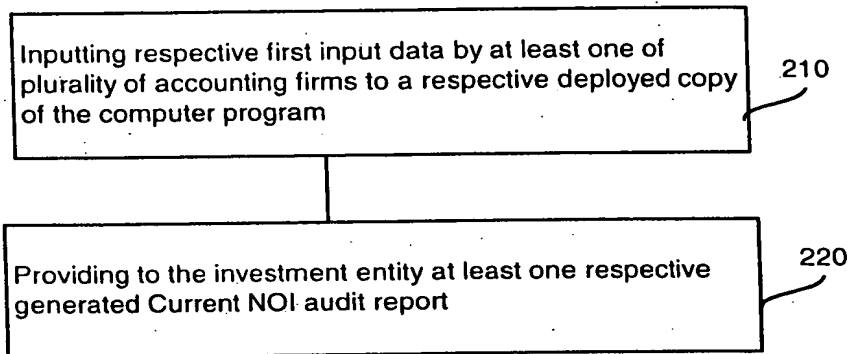 Inputting respective first input data by at least one of
plurality of accounting firms to a respective deployed copy
of the computer program
210
Providing to the investment entity at least one respective
generated Current NOI audit report
220